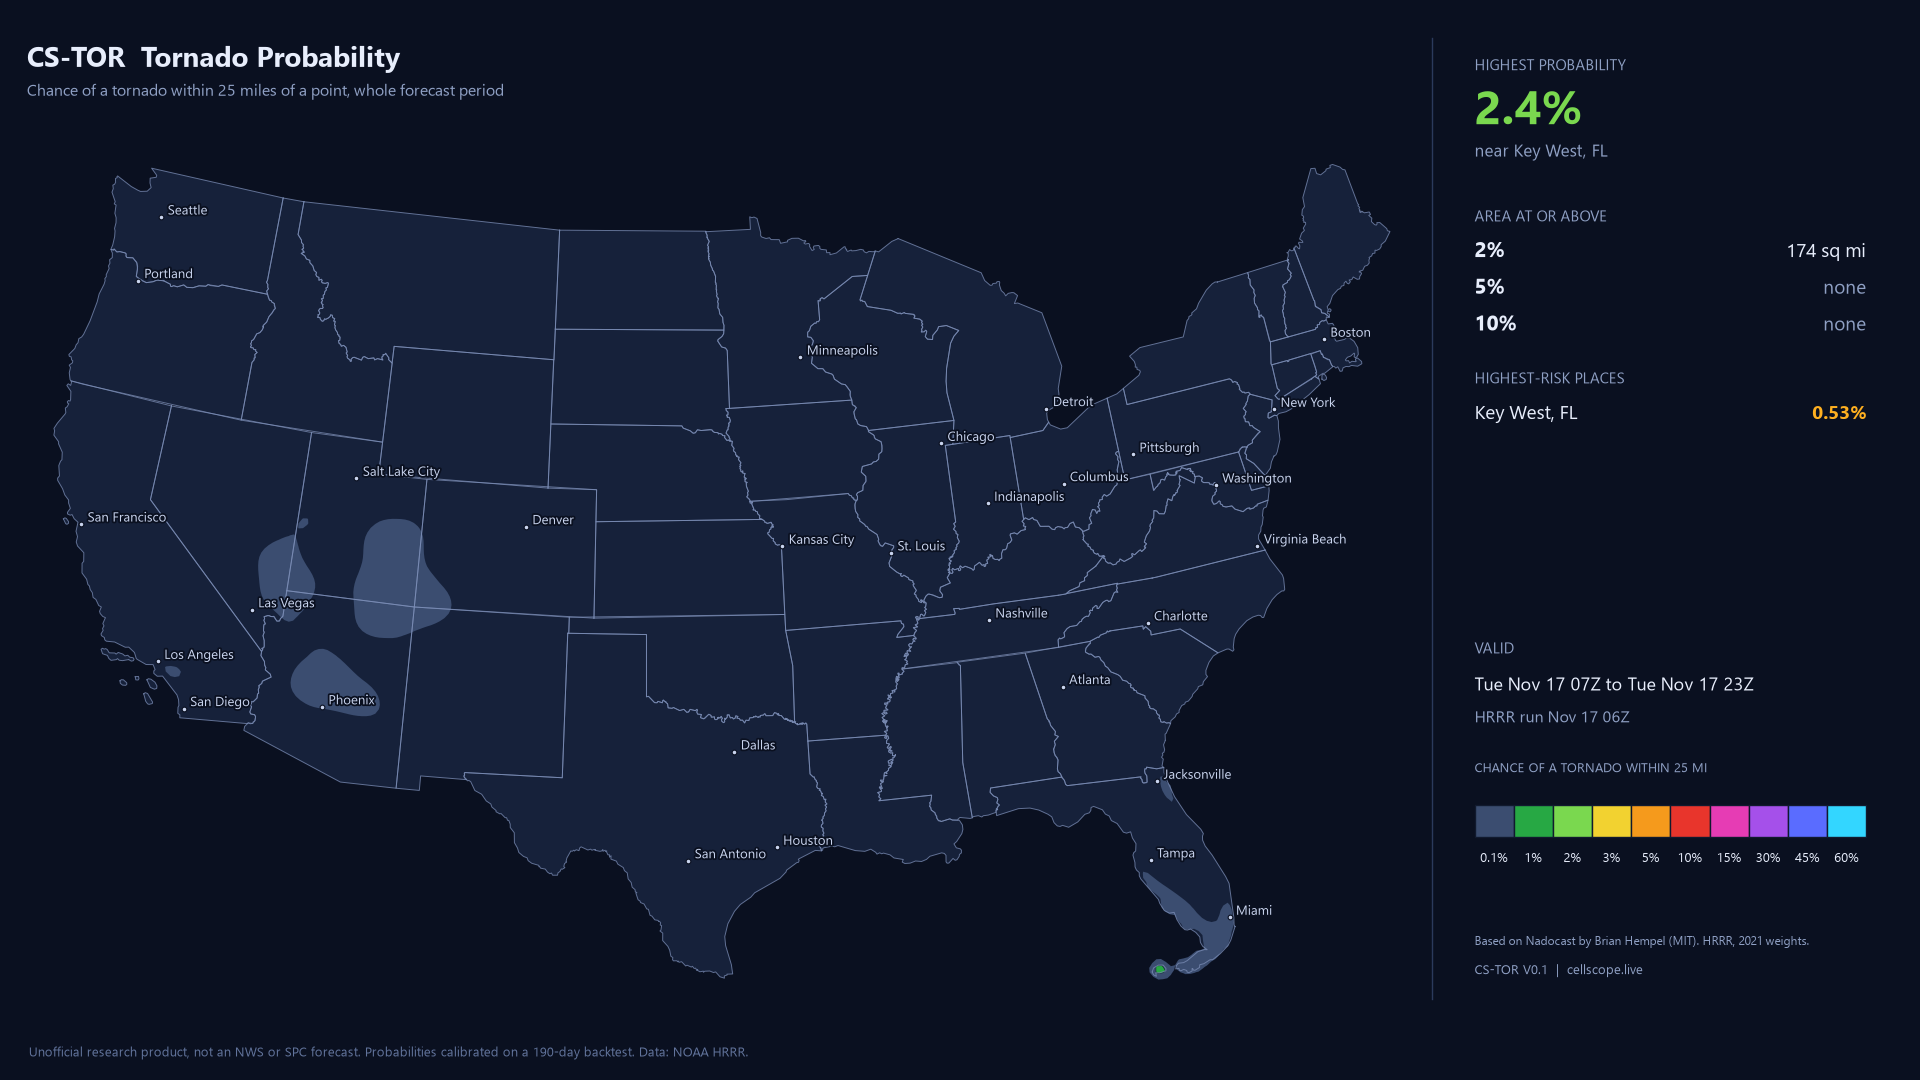 CS-TOR  Tornado Probability
Chance of a tornado within 25 miles of a point, whole forecast period
Seattle
Portland
Minneapolis
Boston
Detroit
New York
Chicago
Pittsburgh
Salt Lake City
Columbus
Washington
Indianapolis
San Francisco
Denver
Kansas City
St. Louis
Virginia Beach
Las Vegas
Nashville
Charlotte
Los Angeles
Atlanta
San Diego
Phoenix
Dallas
Jacksonville
San Antonio
Houston
Tampa
Miami
HIGHEST PROBABILITY
2.4%
near Key West, FL
AREA AT OR ABOVE
2% 174 sq mi
5% none
10% none
HIGHEST-RISK PLACES
Key West, FL 0.53%
VALID
Tue Nov 17 07Z to Tue Nov 17 23Z
HRRR run Nov 17 06Z
CHANCE OF A TORNADO WITHIN 25 MI
0.1% 1% 2% 3% 5% 10% 15% 30% 45% 60%
Based on Nadocast by Brian Hempel (MIT). HRRR, 2021 weights.
CS-TOR V0.1 | cellscope.live
Unofficial research product, not an NWS or SPC forecast. Probabilities calibrated on a 190-day backtest. Data: NOAA HRRR.